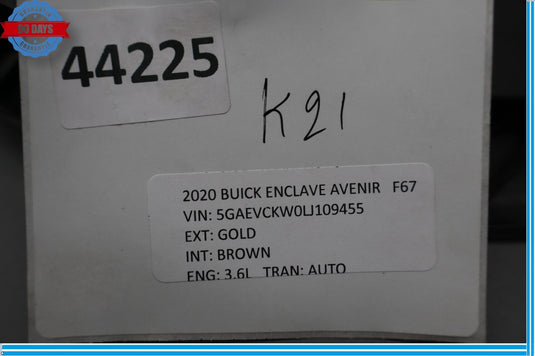 90 DAYS
44225
K21
2020 BUICK ENCLAVE AVENIR F67
VIN: 5GAEVCKW0LJ109455
EXT: GOLD
INT: BROWN
ENG: 3.6L TRAN: AUTO